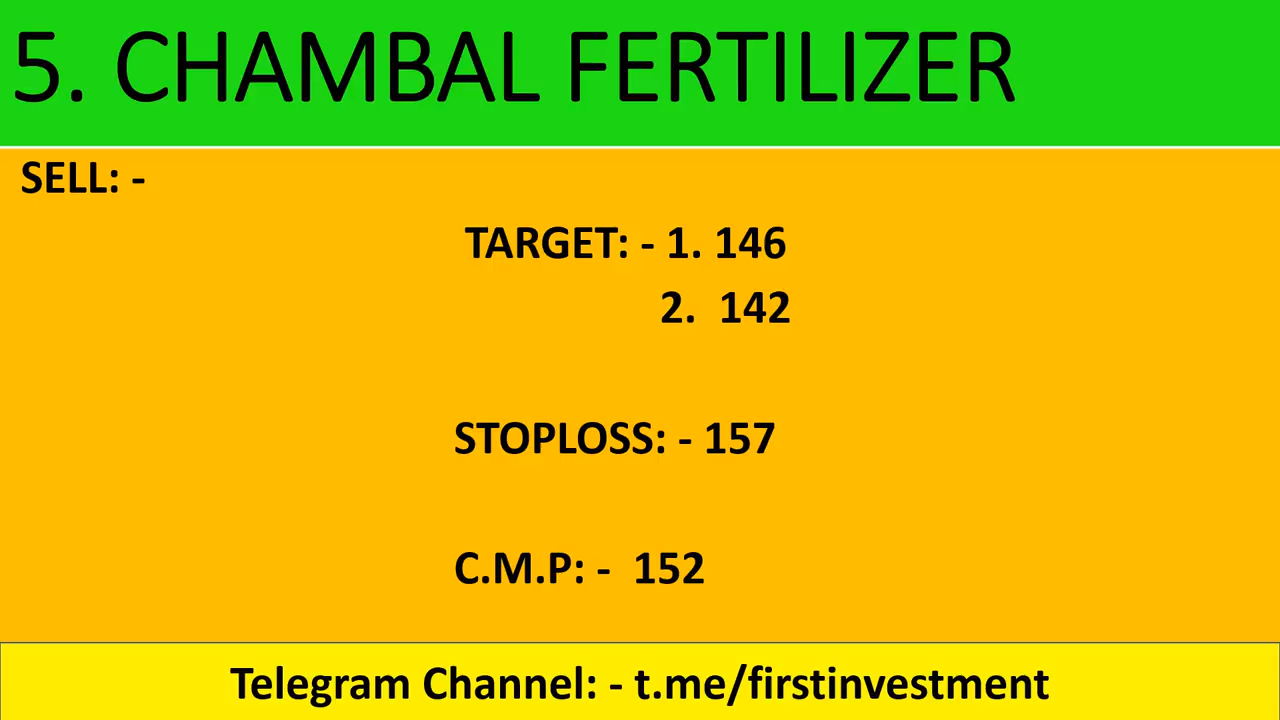 5. CHAMBAL FERTILIZER
SELL: -
TARGET: - 1. 146
2. 142
STOPLOSS: - 157
C.M.P: - 152
Telegram Channel: - t.me/firstinvestment